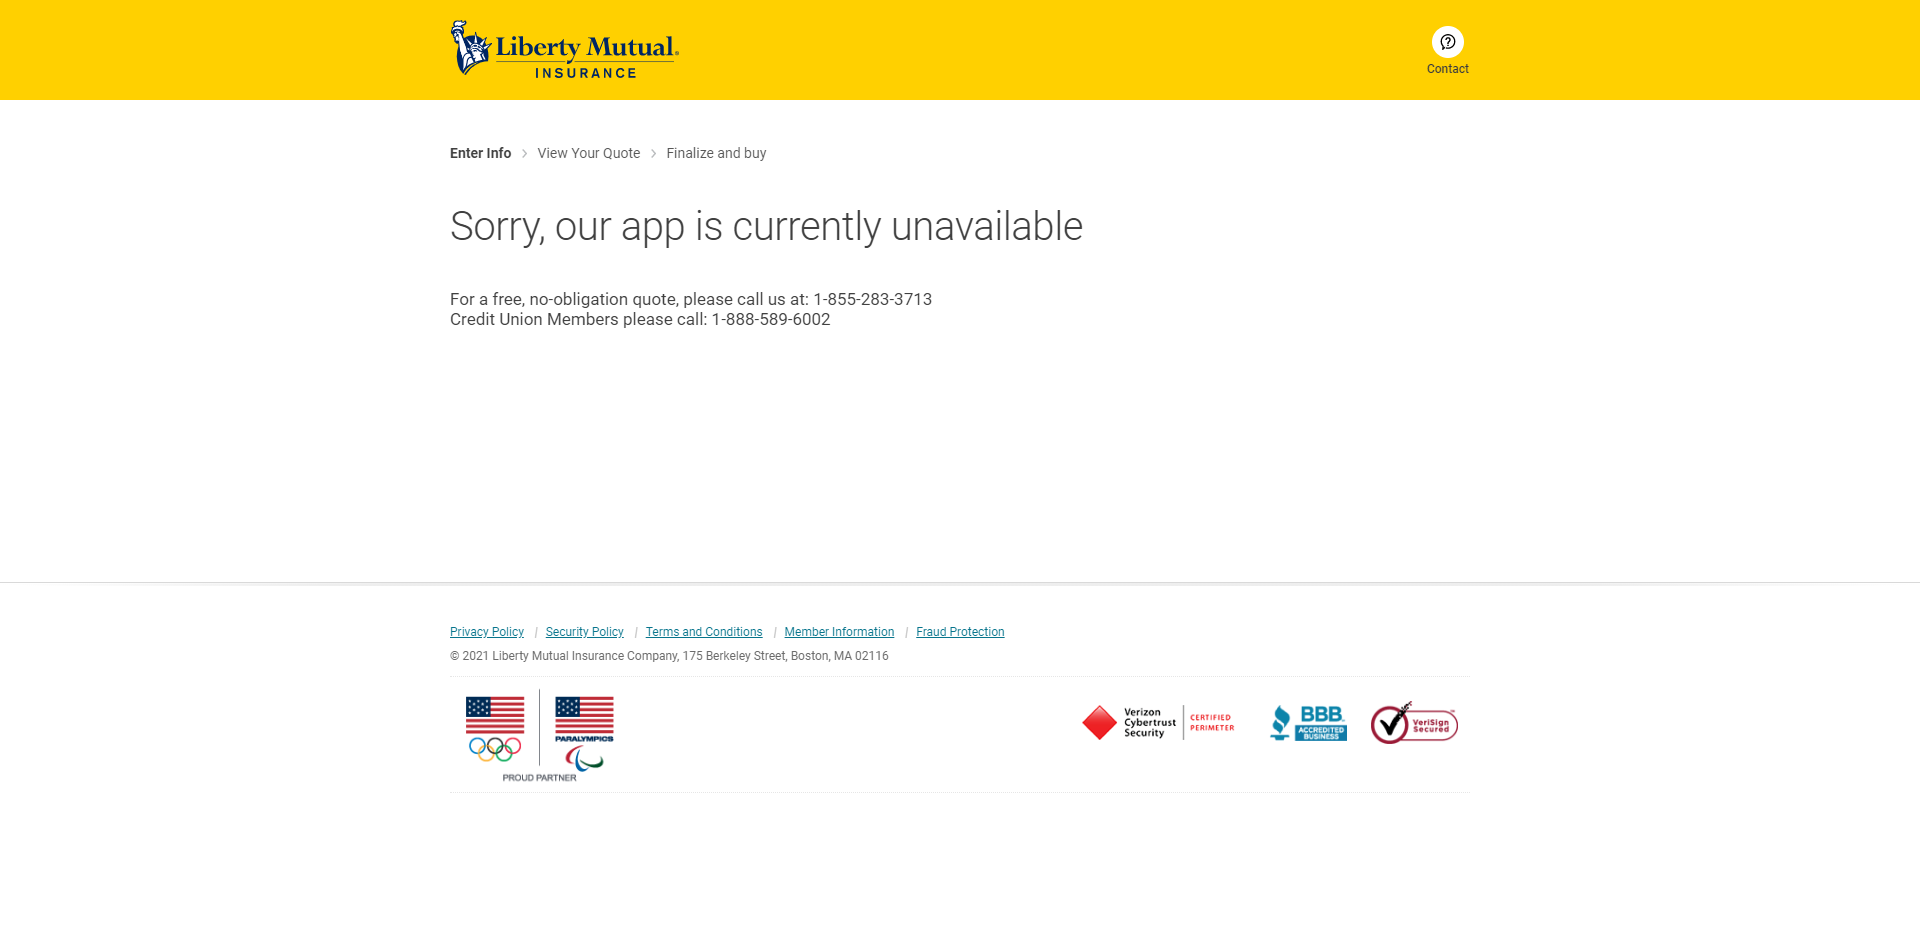 Liberty Mutual®
INSURANCE
Contact
Enter Info > View Your Quote > Finalize and buy
Sorry, our app is currently unavailable
For a free, no-obligation quote, please call us at: 1-855-283-3713
Credit Union Members please call: 1-888-589-6002
Privacy Policy / Security Policy / Terms and Conditions / Member Information / Fraud Protection
© 2021 Liberty Mutual Insurance Company, 175 Berkeley Street, Boston, MA 02116
PARALYMPICS
PROUD PARTNER
Verizon
Cybertrust
Security
CERTIFIED
PERIMETER
BBB.
ACCREDITED
BUSINESS
VeriSign™
Secured